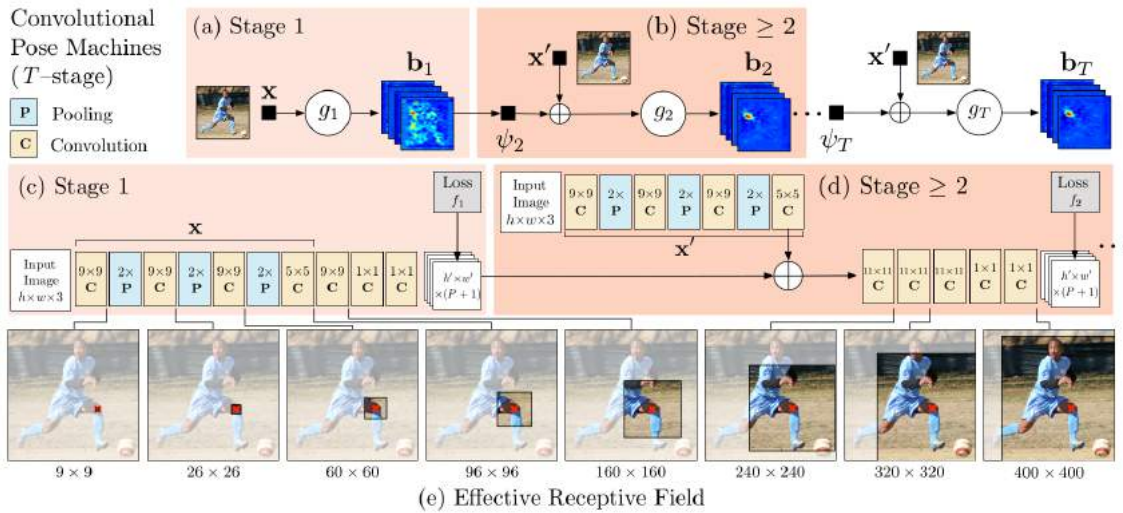 Convolutional
Pose Machines
(T–stage)
P Pooling
C Convolution
(a) Stage 1
x
g₁
b₁
(b) Stage ≥ 2
x′
ψ₂
g₂
b₂
x′
ψ_T
g_T
b_T
(c) Stage 1
x
Input
Image
h×w×3
9×9 C
2× P
9×9 C
2× P
9×9 C
2× P
5×5 C
9×9 C
1×1 C
1×1 C
Loss
f₁
h′×w′
×(P+1)
(d) Stage ≥ 2
Input
Image
h×w×3
9×9 C
2× P
9×9 C
2× P
9×9 C
2× P
5×5 C
x′
11×11 C
11×11 C
11×11 C
1×1 C
1×1 C
Loss
f₂
h′×w′
×(P+1)
9 × 9
26 × 26
60 × 60
96 × 96
160 × 160
240 × 240
320 × 320
400 × 400
(e) Effective Receptive Field